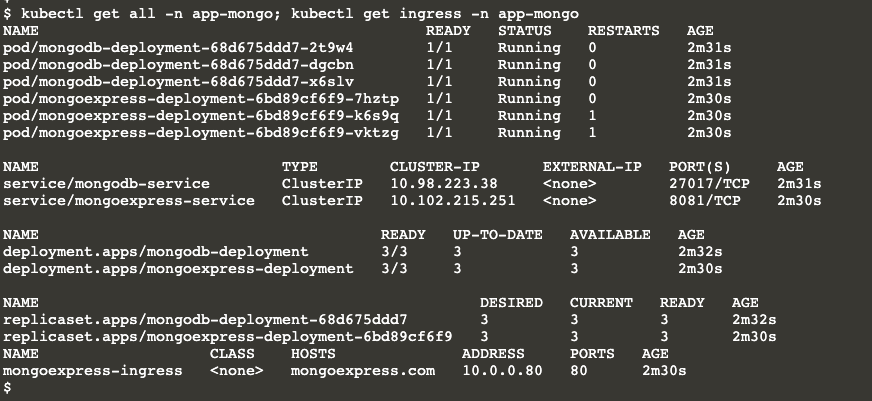 $ kubectl get all -n app-mongo; kubectl get ingress -n app-mongo
NAME READY STATUS RESTARTS AGE
pod/mongodb-deployment-68d675ddd7-2t9w4 1/1 Running 0 2m31s
pod/mongodb-deployment-68d675ddd7-dgcbn 1/1 Running 0 2m31s
pod/mongodb-deployment-68d675ddd7-x6slv 1/1 Running 0 2m31s
pod/mongoexpress-deployment-6bd89cf6f9-7hztp 1/1 Running 0 2m30s
pod/mongoexpress-deployment-6bd89cf6f9-k6s9q 1/1 Running 1 2m30s
pod/mongoexpress-deployment-6bd89cf6f9-vktzg 1/1 Running 1 2m30s
NAME TYPE CLUSTER-IP EXTERNAL-IP PORT(S) AGE
service/mongodb-service ClusterIP 10.98.223.38 <none> 27017/TCP 2m31s
service/mongoexpress-service ClusterIP 10.102.215.251 <none> 8081/TCP 2m30s
NAME READY UP-TO-DATE AVAILABLE AGE
deployment.apps/mongodb-deployment 3/3 3 3 2m32s
deployment.apps/mongoexpress-deployment 3/3 3 3 2m30s
NAME DESIRED CURRENT READY AGE
replicaset.apps/mongodb-deployment-68d675ddd7 3 3 3 2m32s
replicaset.apps/mongoexpress-deployment-6bd89cf6f9 3 3 3 2m30s
NAME CLASS HOSTS ADDRESS PORTS AGE
mongoexpress-ingress <none> mongoexpress.com 10.0.0.80 80 2m30s
$